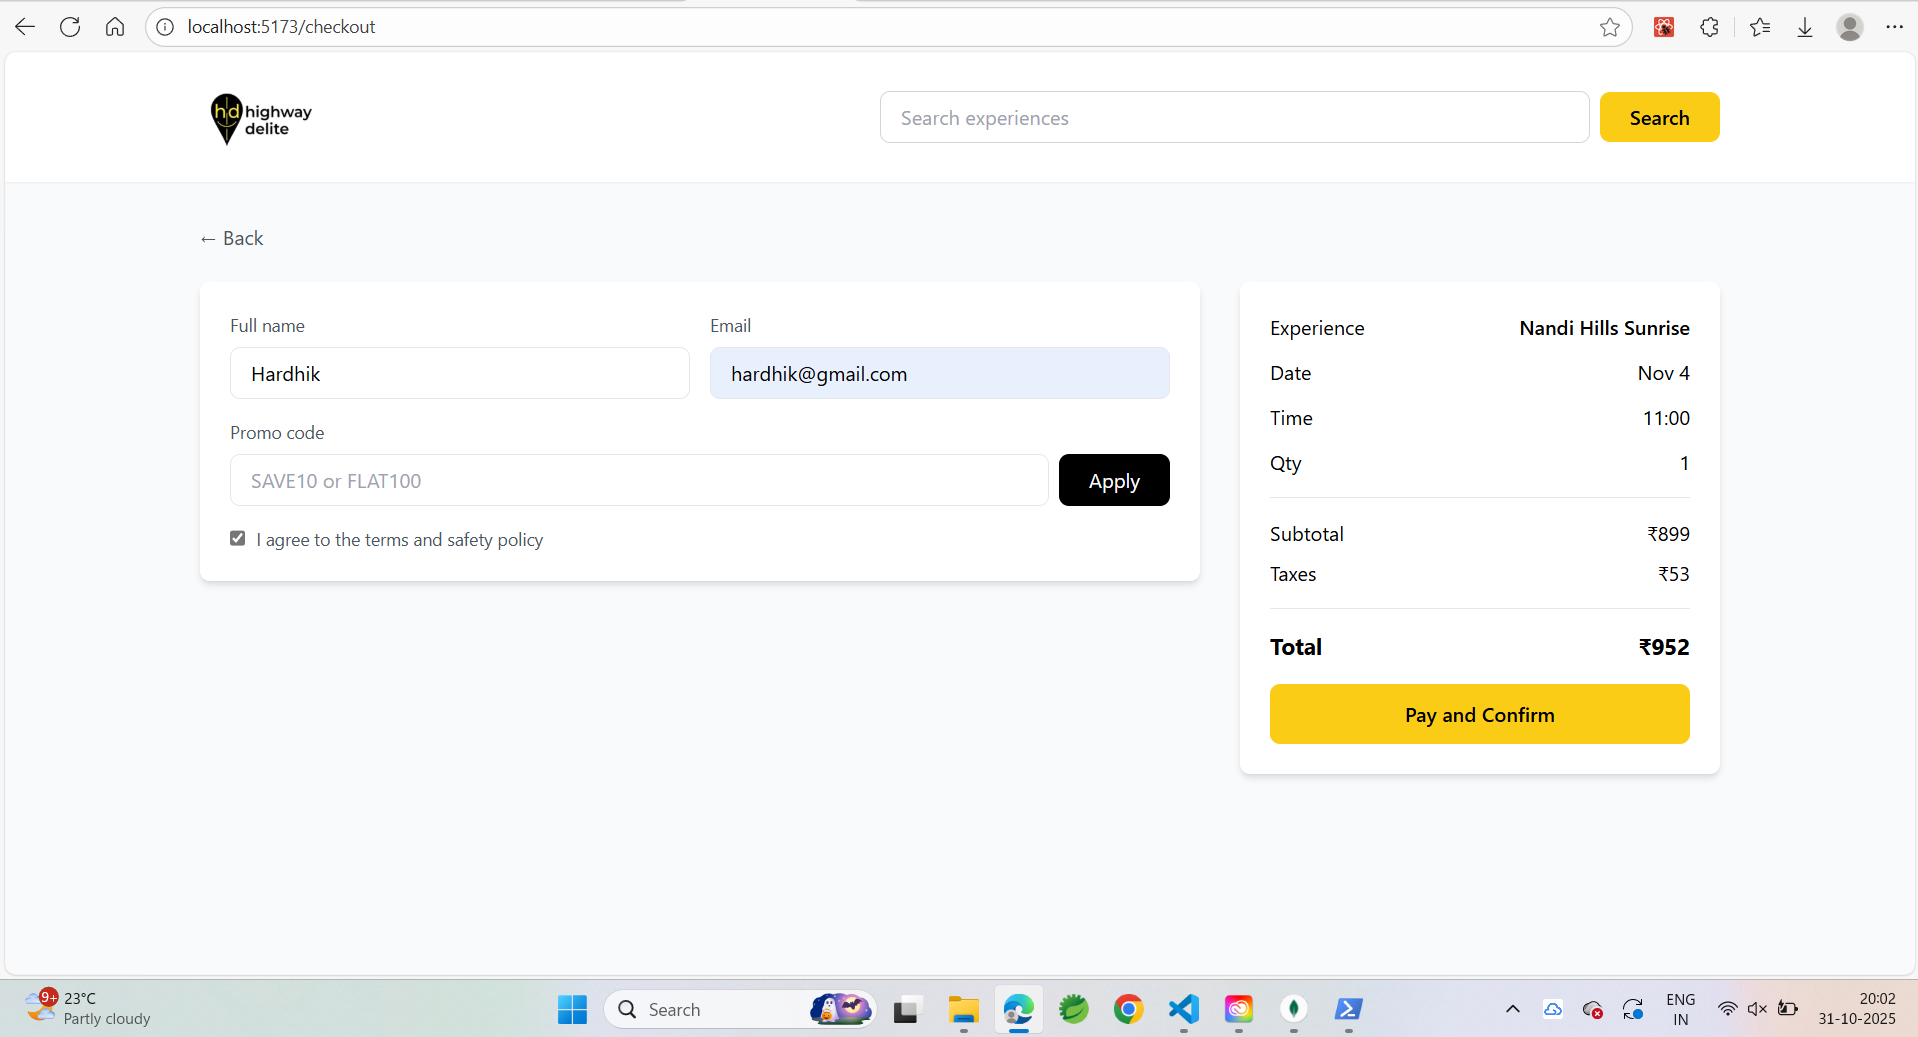 localhost:5173/checkout
hd highway
delite
Search experiences
Search
← Back
Full name
Email
Hardhik
hardhik@gmail.com
Promo code
SAVE10 or FLAT100
Apply
I agree to the terms and safety policy
Experience Nandi Hills Sunrise
Date Nov 4
Time 11:00
Qty 1
Subtotal ₹899
Taxes ₹53
Total ₹952
Pay and Confirm
9+
23°C
Partly cloudy
Search
ENG
IN
20:02
31-10-2025